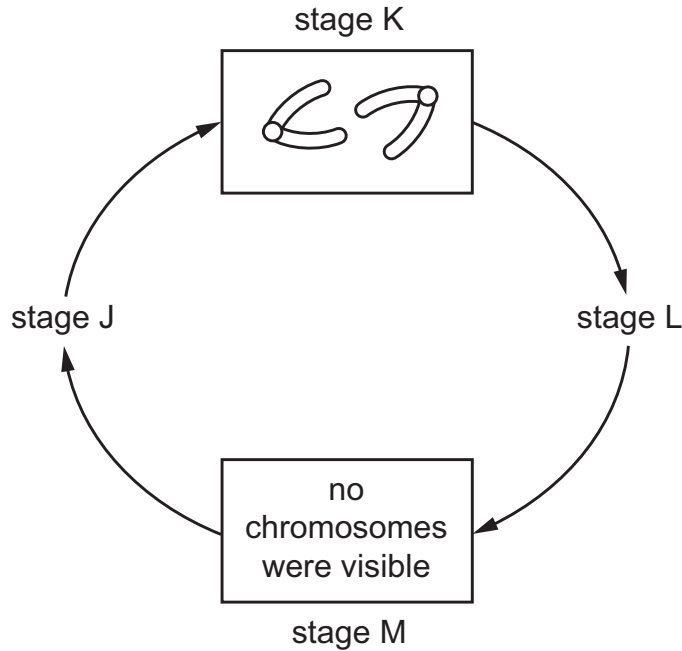 stage K
stage J
stage L
no
chromosomes
were visible
stage M